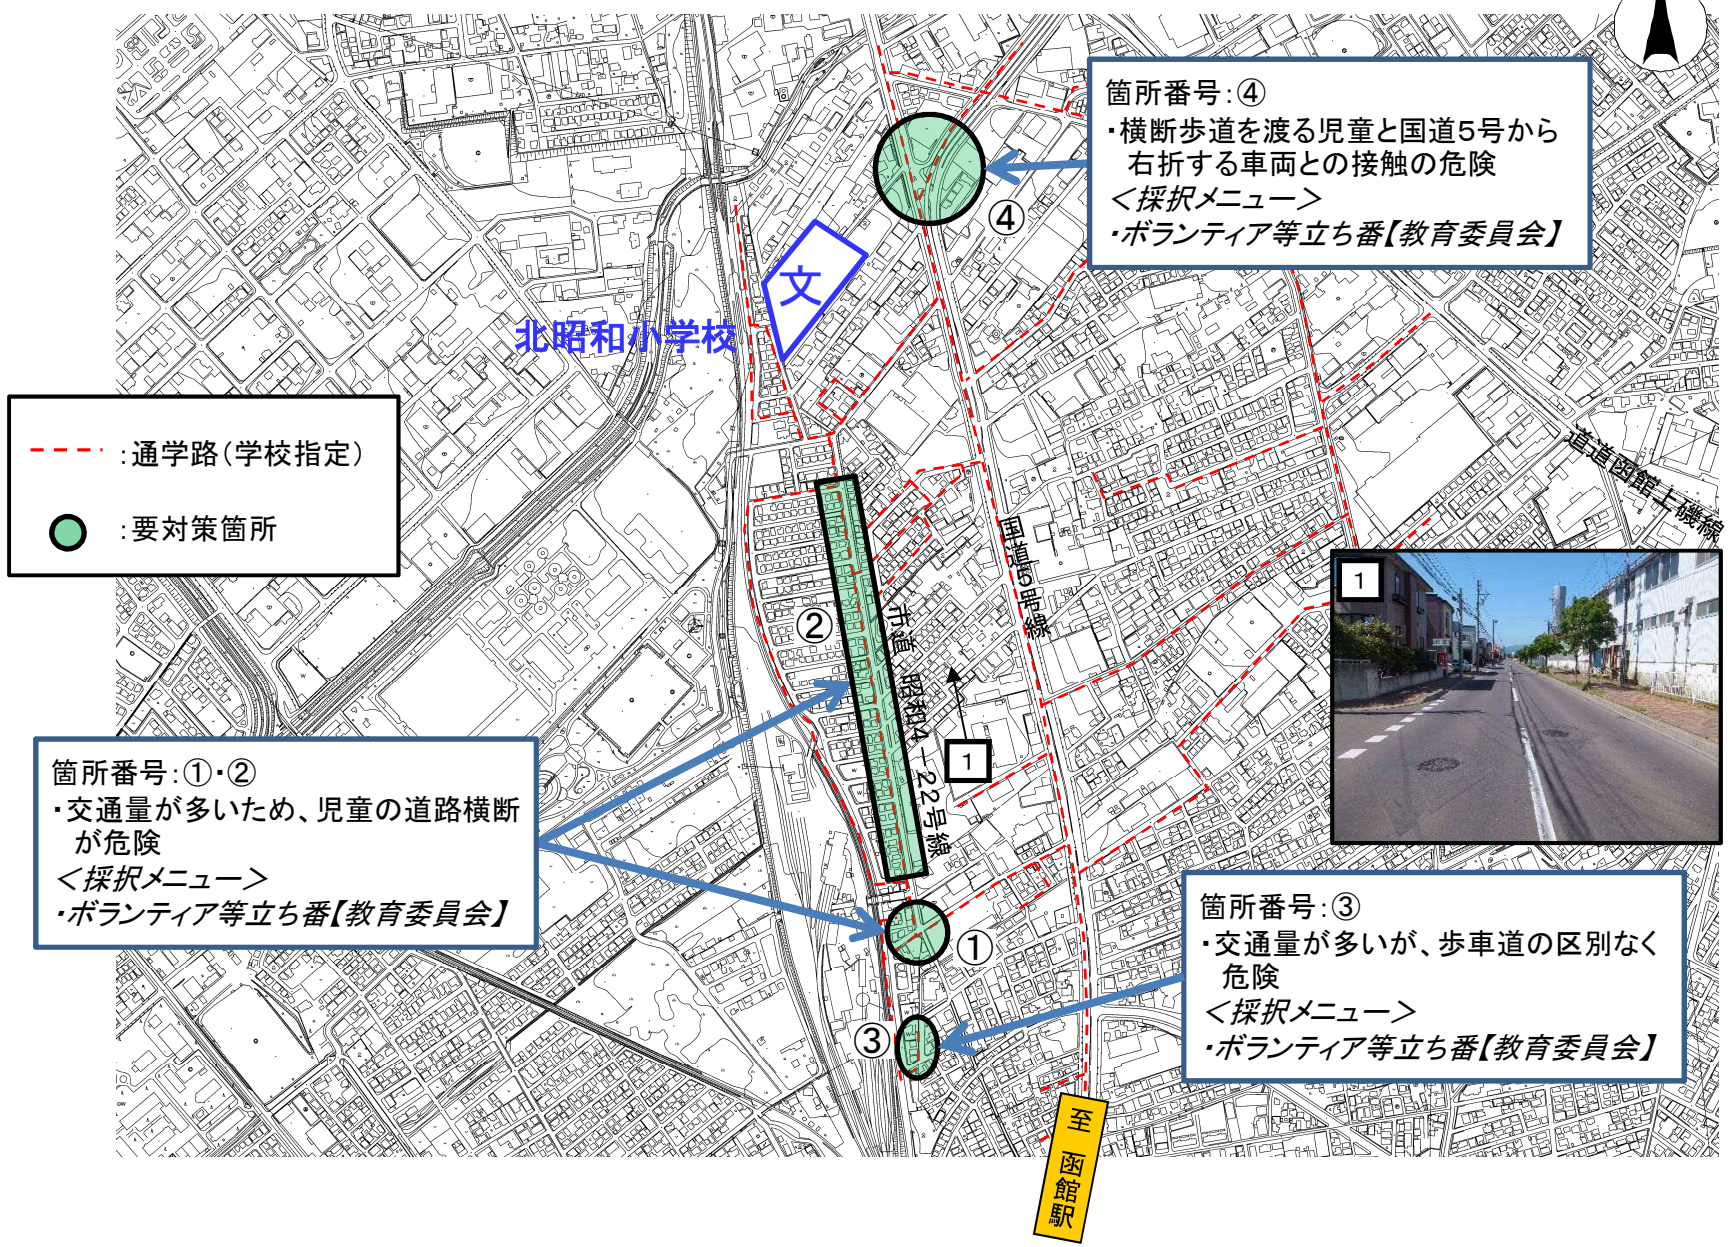 箇所番号:④
・横断歩道を渡る児童と国道5号から
右折する車両との接触の危険
＜採択メニュー＞
・ボランティア等立ち番【教育委員会】
④
文
北昭和小学校
:通学路(学校指定)
:要対策箇所
道道函館上磯線
国道5号線
1
②
市道 昭和4－22号線
1
箇所番号:①・②
・交通量が多いため、児童の道路横断
が危険
＜採択メニュー＞
・ボランティア等立ち番【教育委員会】
①
箇所番号:③
・交通量が多いが、歩車道の区別なく
危険
＜採択メニュー＞
・ボランティア等立ち番【教育委員会】
③
至 函館駅